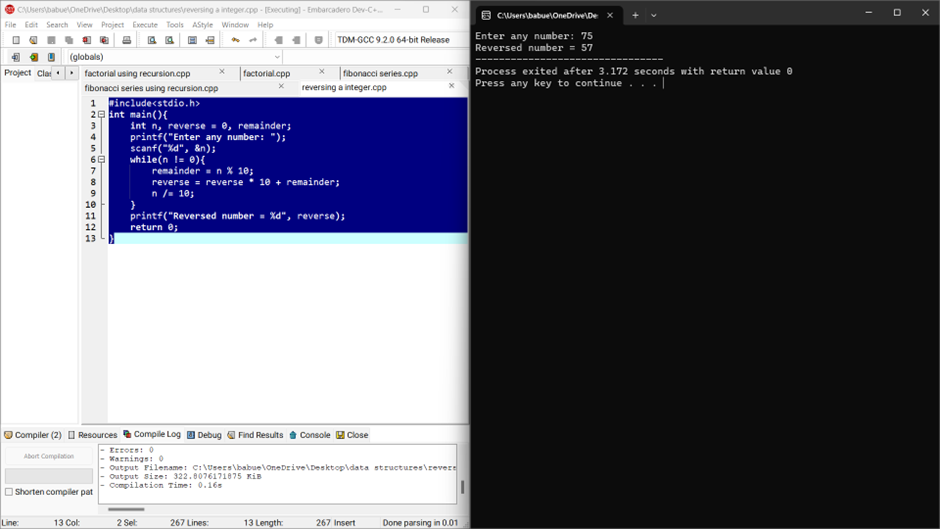 C:\Users\babue\OneDrive\Desktop\data structures\reversing a integer.cpp - [Executing] - Embarcadero Dev-C+...
File Edit Search View Project Execute Tools AStyle Window Help
TDM-GCC 9.2.0 64-bit Release
(globals)
Project Clas
factorial using recursion.cpp factorial.cpp fibonacci series.cpp
fibonacci series using recursion.cpp reversing a integer.cpp
1 #include<stdio.h>
2 int main(){
3 int n, reverse = 0, remainder;
4 printf("Enter any number: ");
5 scanf("%d", &n);
6 while(n != 0){
7 remainder = n % 10;
8 reverse = reverse * 10 + remainder;
9 n /= 10;
10 }
11 printf("Reversed number = %d", reverse);
12 return 0;
13 }
Compiler (2) Resources Compile Log Debug Find Results Console Close
Abort Compilation
Shorten compiler pat
- Errors: 0
- Warnings: 0
- Output Filename: C:\Users\babue\OneDrive\Desktop\data structures\revers
- Output Size: 322.8076171875 KiB
- Compilation Time: 0.16s
Line: 13 Col: 2 Sel: 267 Lines: 13 Length: 267 Insert Done parsing in 0.01
C:\Users\babue\OneDrive\Des
Enter any number: 75
Reversed number = 57
--------------------------------
Process exited after 3.172 seconds with return value 0
Press any key to continue . . .